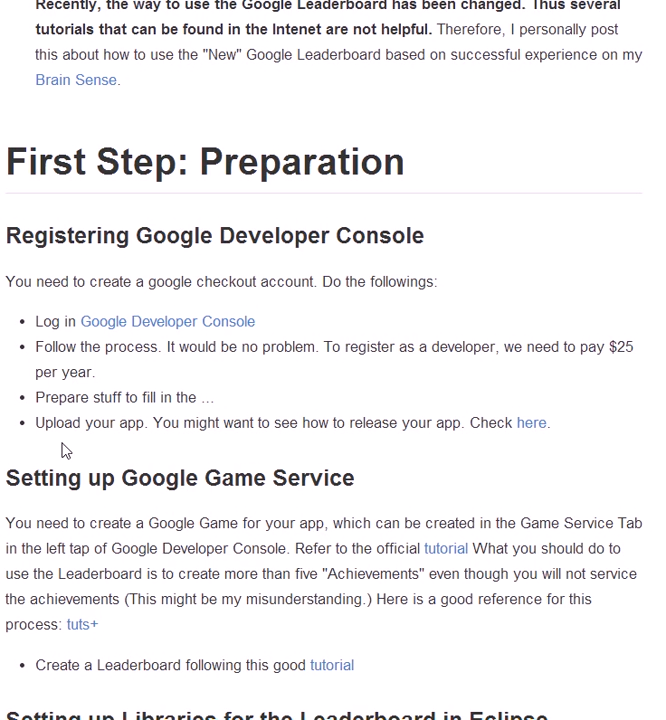 Recently, the way to use the Google Leaderboard has been changed. Thus several
tutorials that can be found in the Intenet are not helpful. Therefore, I personally post
this about how to use the "New" Google Leaderboard based on successful experience on my
Brain Sense.
First Step: Preparation
Registering Google Developer Console
You need to create a google checkout account. Do the followings:
• Log in Google Developer Console
• Follow the process. It would be no problem. To register as a developer, we need to pay $25
per year.
• Prepare stuff to fill in the ...
• Upload your app. You might want to see how to release your app. Check here.
Setting up Google Game Service
You need to create a Google Game for your app, which can be created in the Game Service Tab
in the left tap of Google Developer Console. Refer to the official tutorial What you should do to
use the Leaderboard is to create more than five "Achievements" even though you will not service
the achievements (This might be my misunderstanding.) Here is a good reference for this
process: tuts+
• Create a Leaderboard following this good tutorial
Setting up Libraries for the Leaderboard in Eclipse